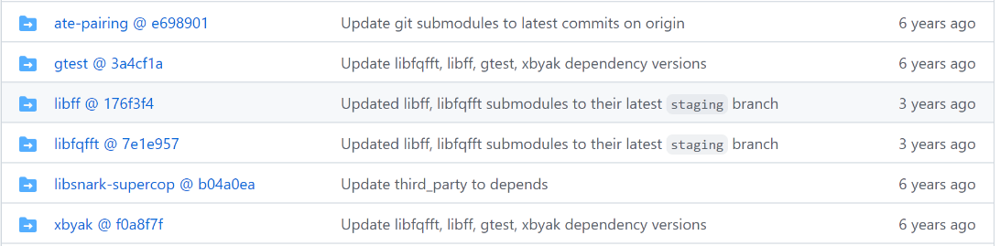 ate-pairing @ e698901 Update git submodules to latest commits on origin 6 years ago
gtest @ 3a4cf1a Update libfqfft, libff, gtest, xbyak dependency versions 6 years ago
libff @ 176f3f4 Updated libff, libfqfft submodules to their latest staging branch 3 years ago
libfqfft @ 7e1e957 Updated libff, libfqfft submodules to their latest staging branch 3 years ago
libsnark-supercop @ b04a0ea Update third_party to depends 6 years ago
xbyak @ f0a8f7f Update libfqfft, libff, gtest, xbyak dependency versions 6 years ago